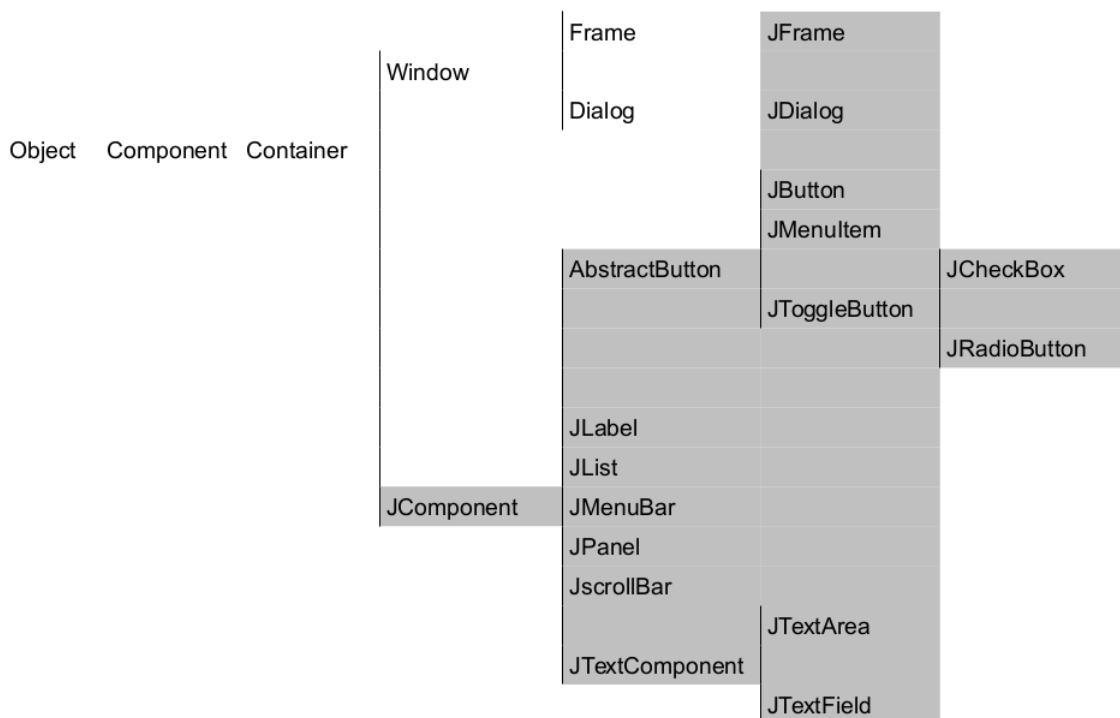 Frame JFrame
Window
Dialog JDialog
Object Component Container
JButton
JMenuItem
AbstractButton JCheckBox
JToggleButton
JRadioButton
JLabel
JList
JComponent JMenuBar
JPanel
JscrollBar
JTextArea
JTextComponent
JTextField